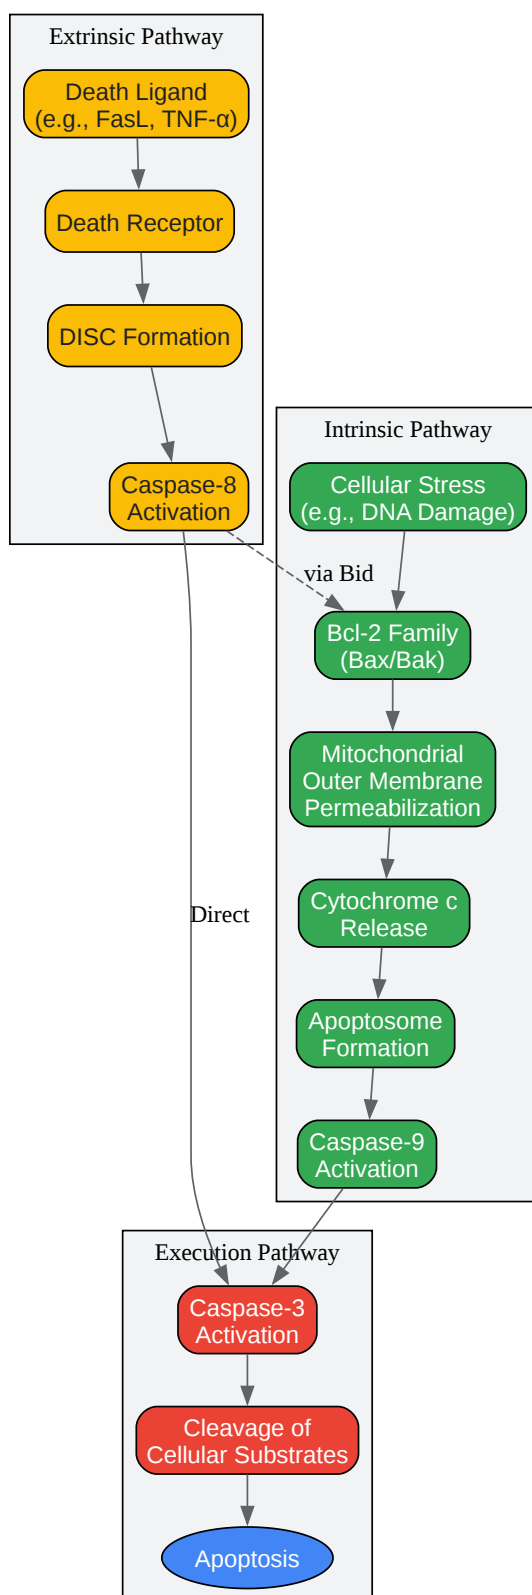 Extrinsic Pathway
Death Ligand
(e.g., FasL, TNF-α)
Death Receptor
DISC Formation
Caspase-8
Activation
Intrinsic Pathway
Cellular Stress
(e.g., DNA Damage)
via Bid
Bcl-2 Family
(Bax/Bak)
Mitochondrial
Outer Membrane
Permeabilization
Cytochrome c
Release
Direct
Apoptosome
Formation
Caspase-9
Activation
Execution Pathway
Caspase-3
Activation
Cleavage of
Cellular Substrates
Apoptosis